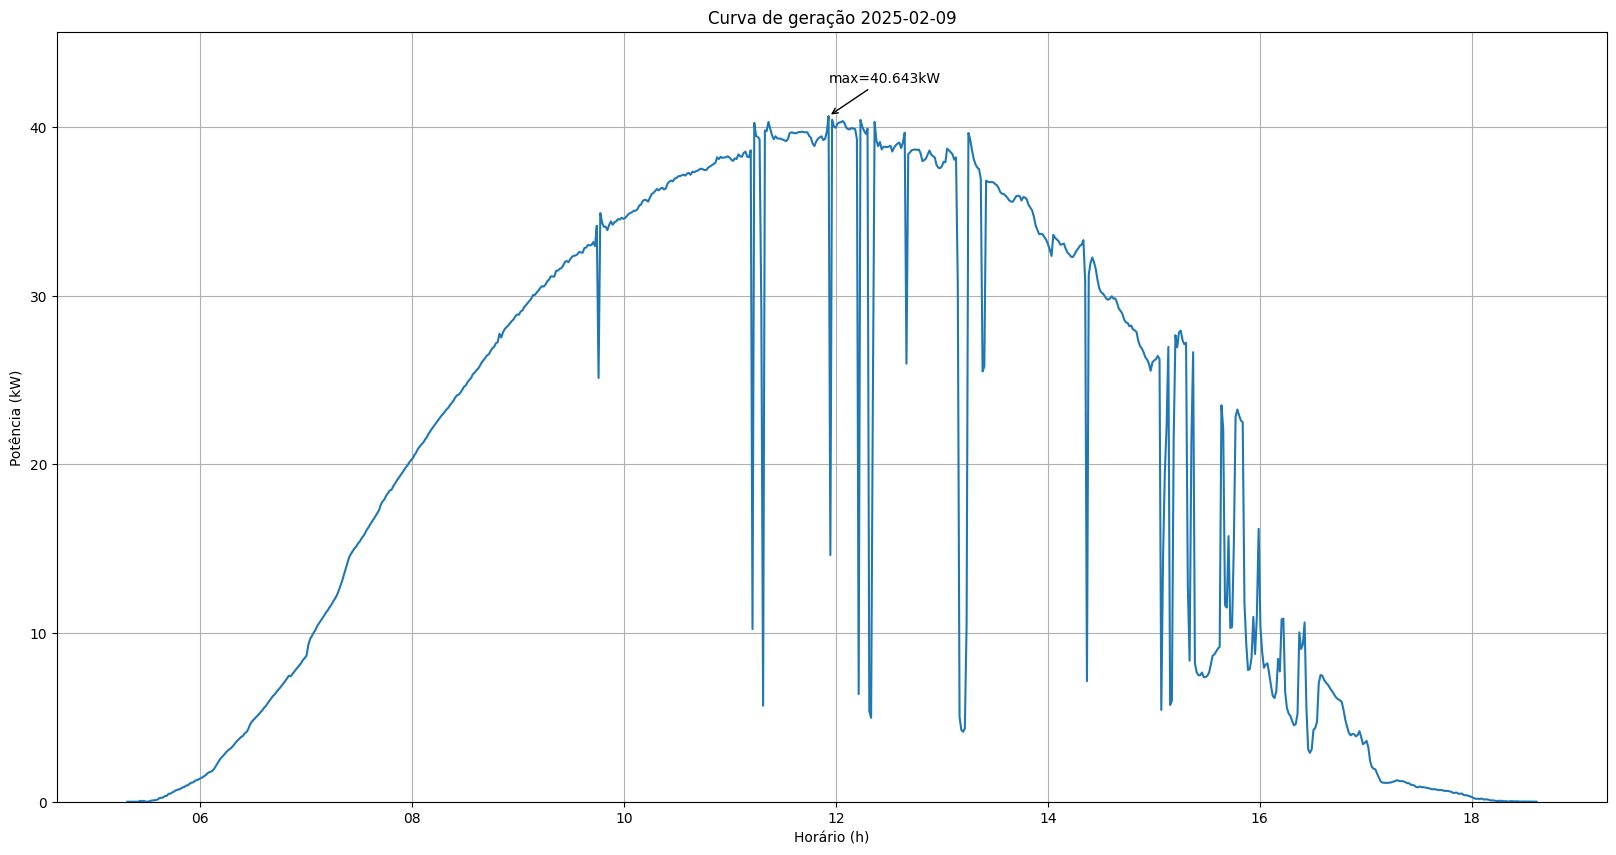 Curva de geração 2025-02-09
max=40.643kW
Potência (kW)
40
30
20
10
0
06 08 10 12 14 16 18
Horário (h)